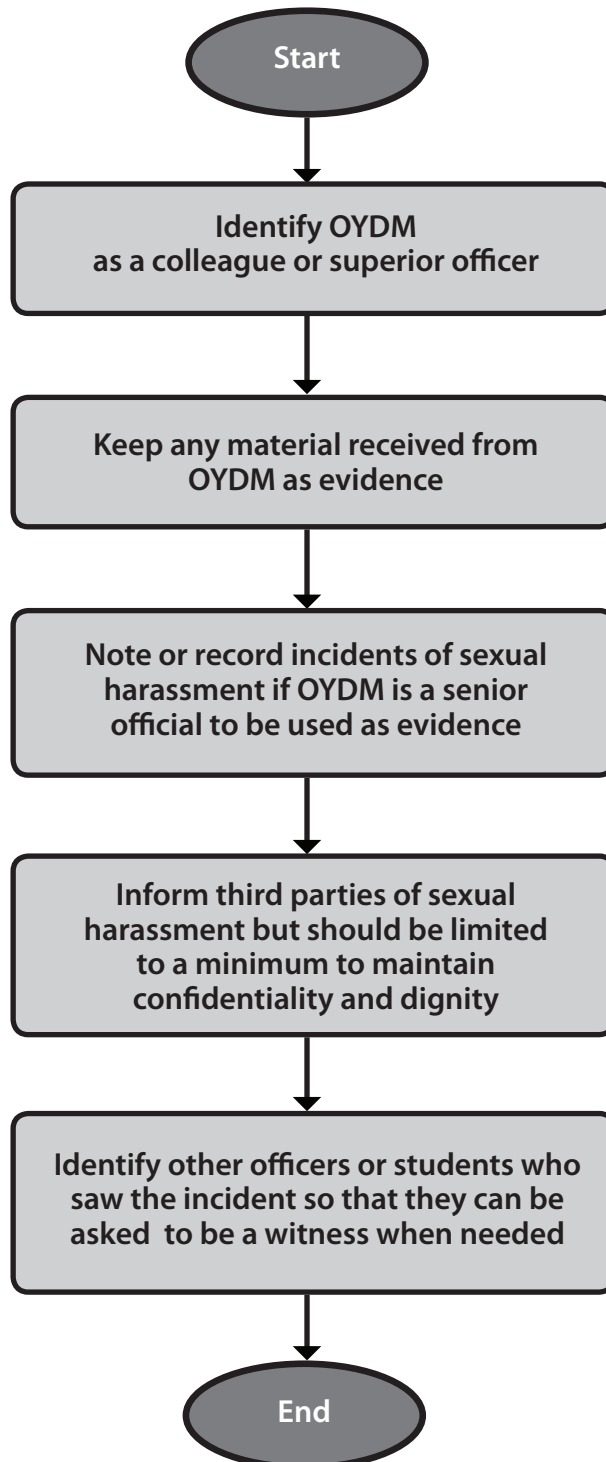 Start
Identify OYDM
as a colleague or superior officer
Keep any material received from
OYDM as evidence
Note or record incidents of sexual
harassment if OYDM is a senior
official to be used as evidence
Inform third parties of sexual
harassment but should be limited
to a minimum to maintain
confidentiality and dignity
Identify other officers or students who
saw the incident so that they can be
asked  to be a witness when needed
End